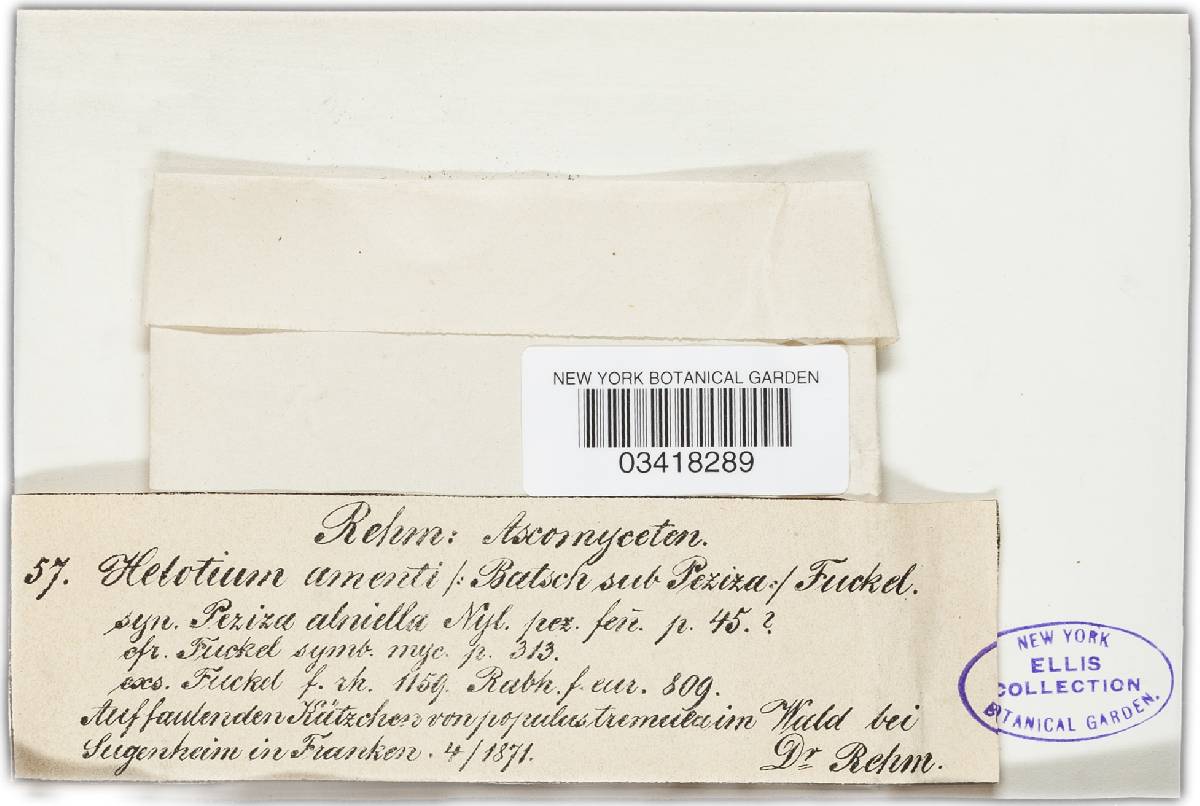 NEW YORK BOTANICAL GARDEN
03418289
Rehm: Ascomyceten.
57. Helotium amenti /: Batsch sub Peziza :/ Fuckel.
syn. Peziza alniella Nyl. pez. fen̄. p. 45.?
cfr. Fuckel symb. myc. p. 313.
exs. Fuckel f. rh. 1159. Rabh. f. eur. 809.
Auf faulenden Kätzchen von populus tremula im Wald bei
Sugenheim in Franken. 4/1871.
Dr Rehm.
NEW YORK
ELLIS
COLLECTION
BOTANICAL GARDEN.